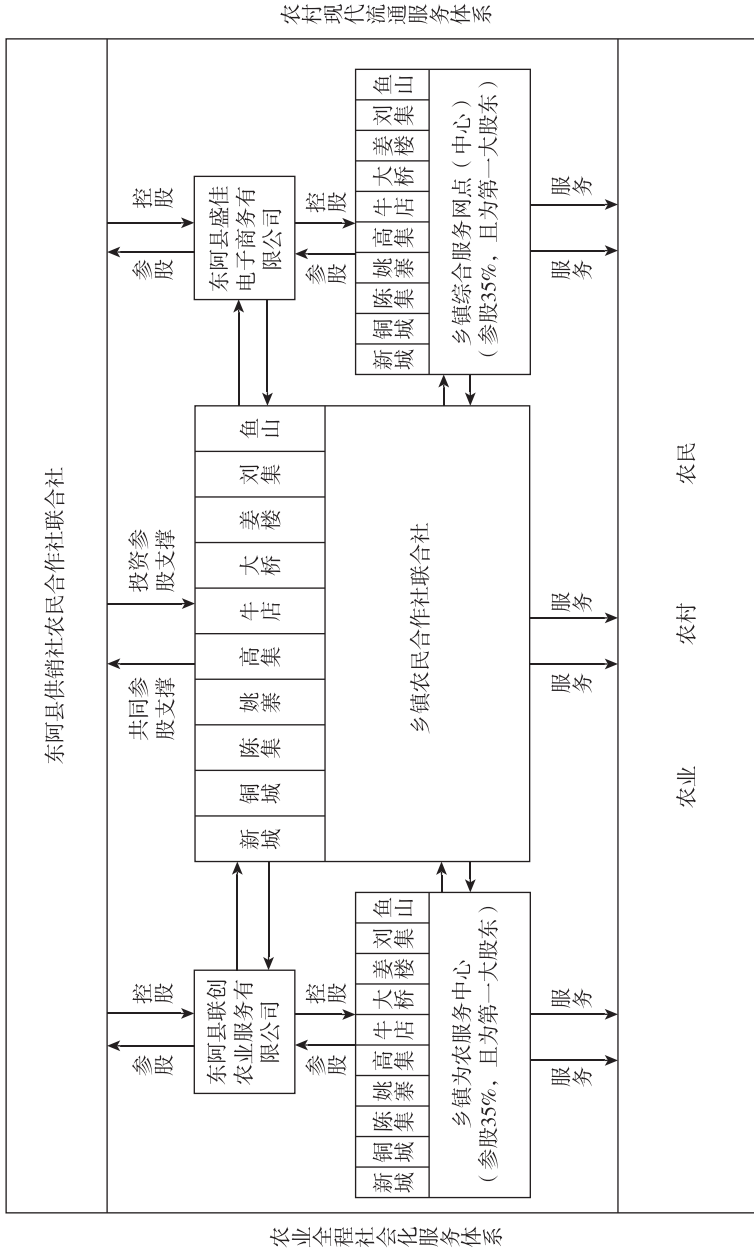 东阿县供销社农民合作社联合社
农业全程社会化服务体系
农村现代流通服务体系
参股
控股
共同参
股支撑
投资参
股支撑
参股
控股
东阿县联创
农业服务有
限公司
新城
铜城
陈集
姚寨
高集
牛店
大桥
姜楼
刘集
鱼山
东阿县盛佳
电子商务有
限公司
参股
控股
参股
控股
新城
铜城
陈集
姚寨
高集
牛店
大桥
姜楼
刘集
鱼山
乡镇为农服务中心
（参股35%，且为第一大股东）
乡镇农民合作社联合社
新城
铜城
陈集
姚寨
高集
牛店
大桥
姜楼
刘集
鱼山
乡镇综合服务网点（中心）
（参股35%，且为第一大股东）
服务
服务
服务
服务
服务
服务
农业
农村
农民